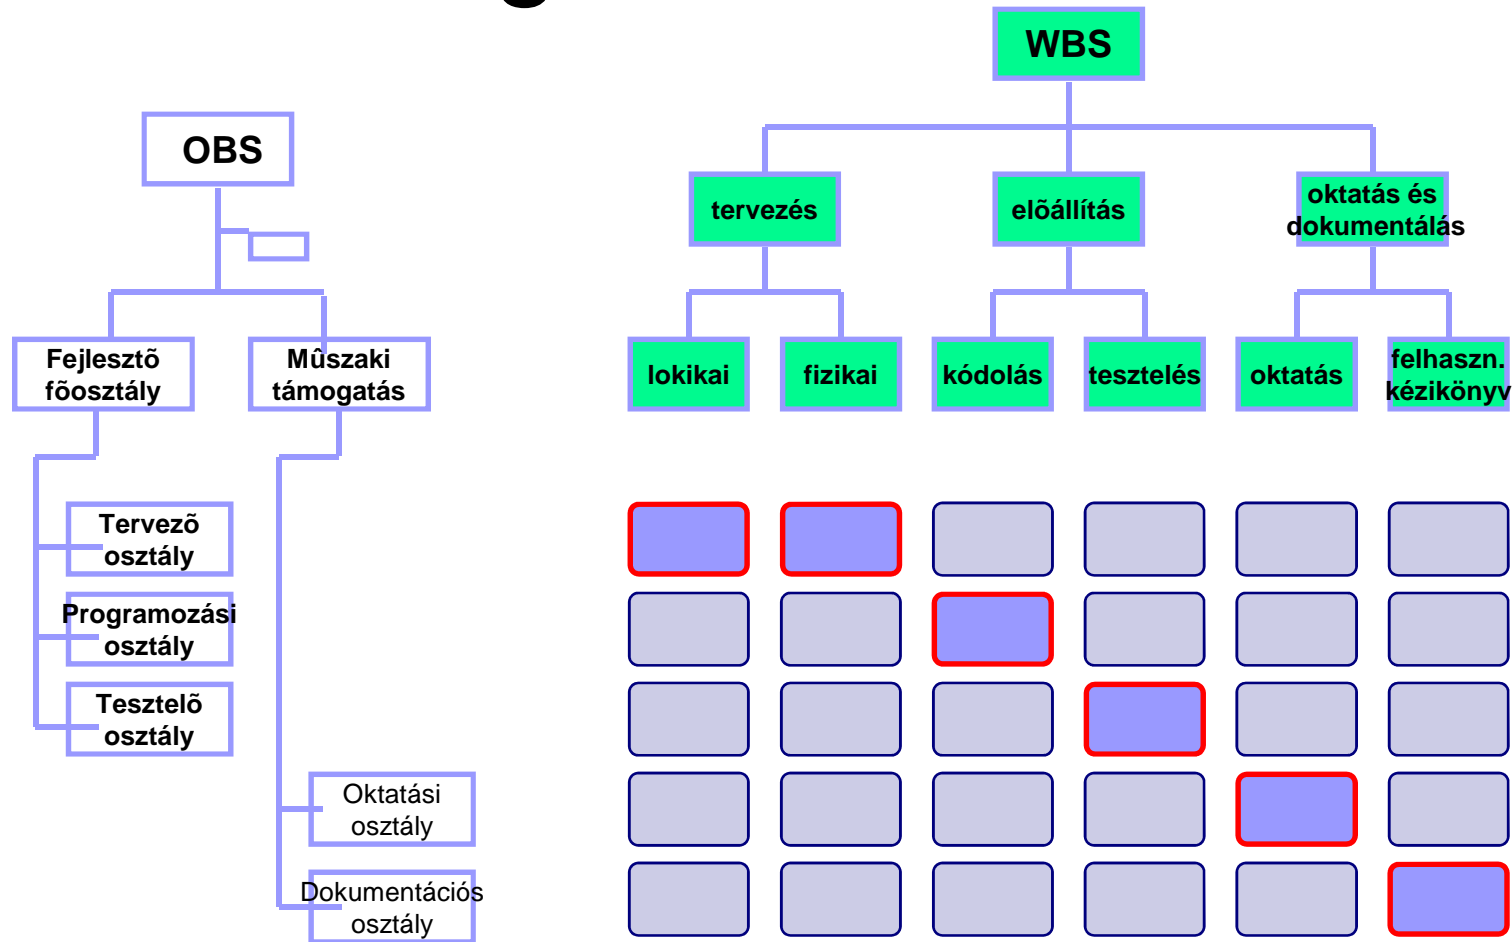 WBS
OBS
tervezés
elõállítás
oktatás és
dokumentálás
Fejlesztõ
fõosztály
Mûszaki
támogatás
lokikai
fizikai
kódolás
tesztelés
oktatás
felhaszn.
kézikönyv
Tervezõ
osztály
Programozási
osztály
Tesztelõ
osztály
Oktatási
osztály
Dokumentációs
osztály